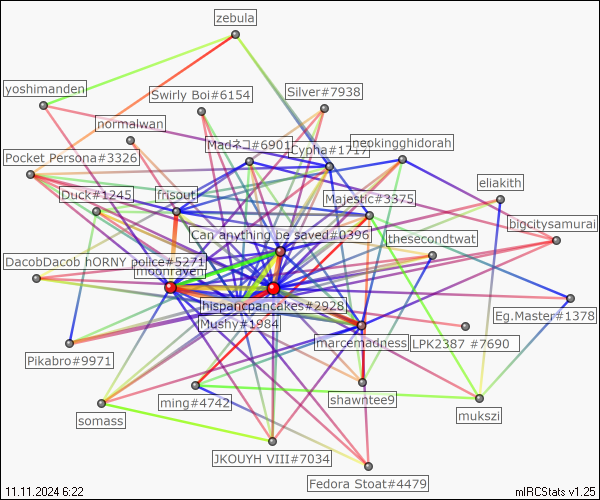 zebula
yoshimanden
Swirly Boi#6154
Silver#7938
normalwan
Madネコ#6901
Cypha#1717
neokingghidorah
Pocket Persona#3326
Duck#1245
frisout
Majestic#3375
eliakith
bigcitysamurai
Can anything be saved#0396
thesecondtwat
DacobDacob hORNY police#5271
moonraven
hispancpancakes#2928
Eg.Master#1378
Mushy#1984
marcemadness
LPK2387 #7690
Pikabro#9971
ming#4742
shawntee9
somass
mukszi
JKOUYH VIII#7034
Fedora Stoat#4479
11.11.2024 6:22
mIRCStats v1.25